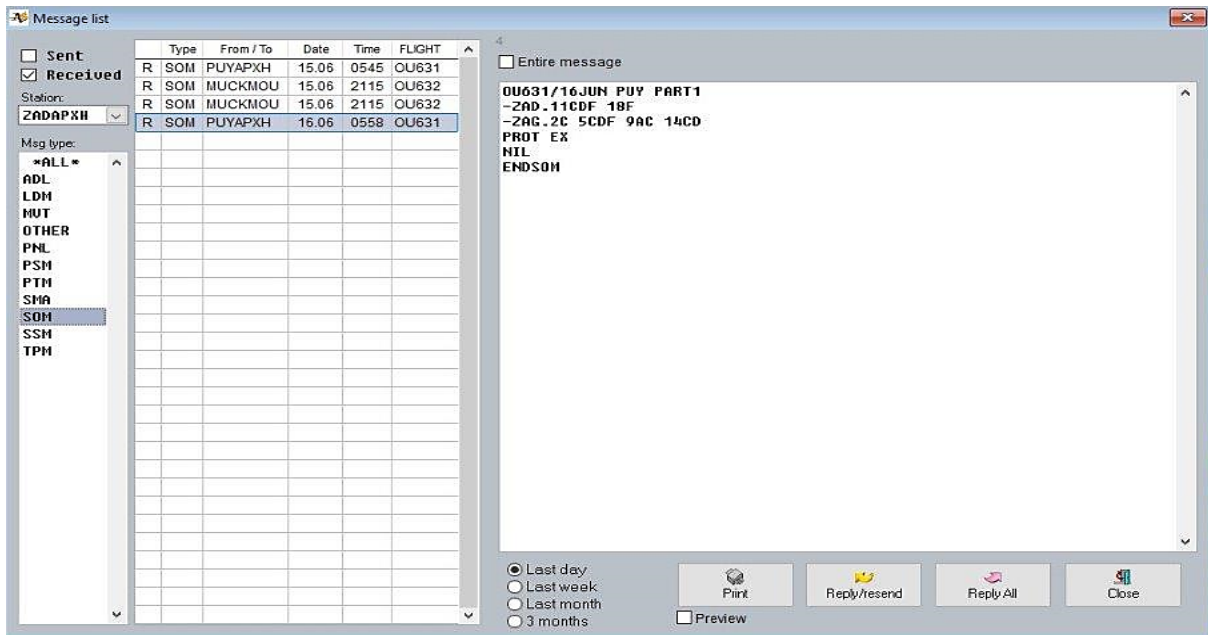 Message list
Sent
Received
Station:
ZADAPXH
Msg type:
*ALL*
ADL
LDM
MVT
OTHER
PNL
PSM
PTM
SMA
SOM
SSM
TPM
Type From / To Date Time FLIGHT
R SOM PUYAPXH 15.06 0545 OU631
R SOM MUCKMOU 15.06 2115 OU632
R SOM MUCKMOU 15.06 2115 OU632
R SOM PUYAPXH 16.06 0558 OU631
4
Entire message
OU631/16JUN PUY PART1
-ZAD.11CDF 18F
-ZAG.2C 5CDF 9AC 14CD
PROT EX
NIL
ENDSOM
Last day
Last week
Last month
3 months
Print
Preview
Reply/resend
Reply All
Close